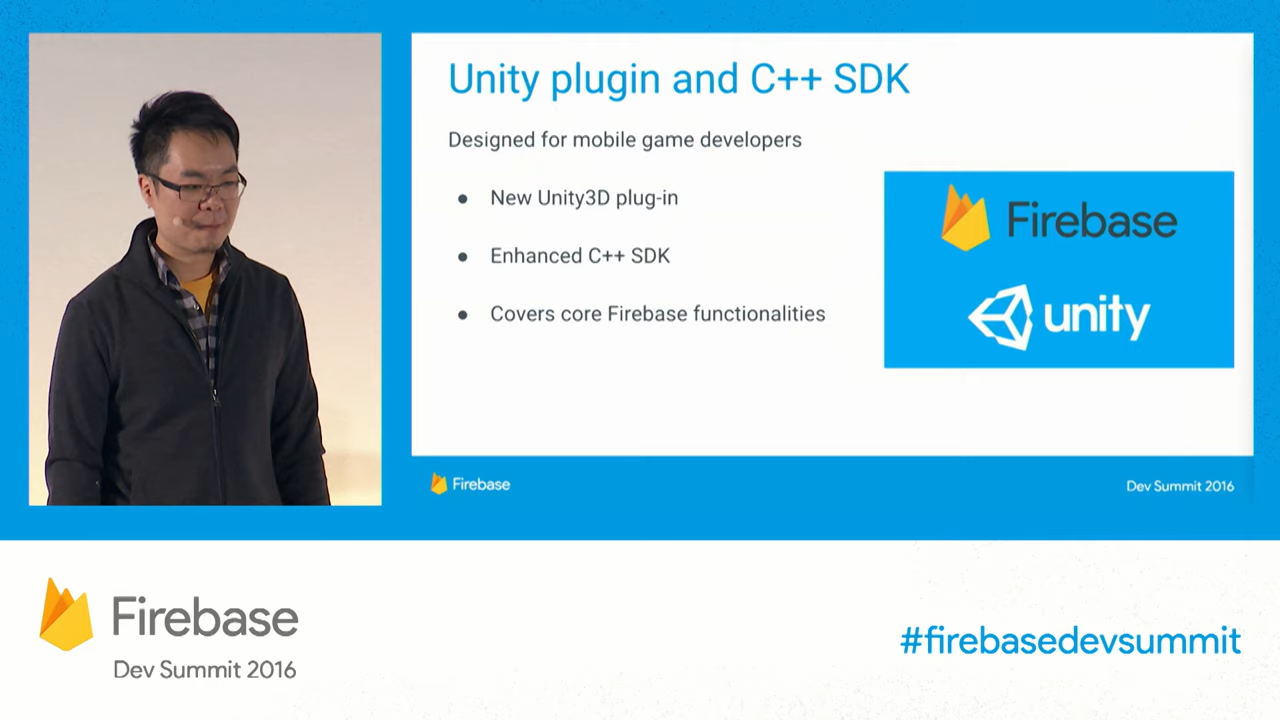 Unity plugin and C++ SDK
Designed for mobile game developers
● New Unity3D plug-in
● Enhanced C++ SDK
● Covers core Firebase functionalities
Firebase
unity
Firebase
Dev Summit 2016
Firebase
Dev Summit 2016
#firebasedevsummit